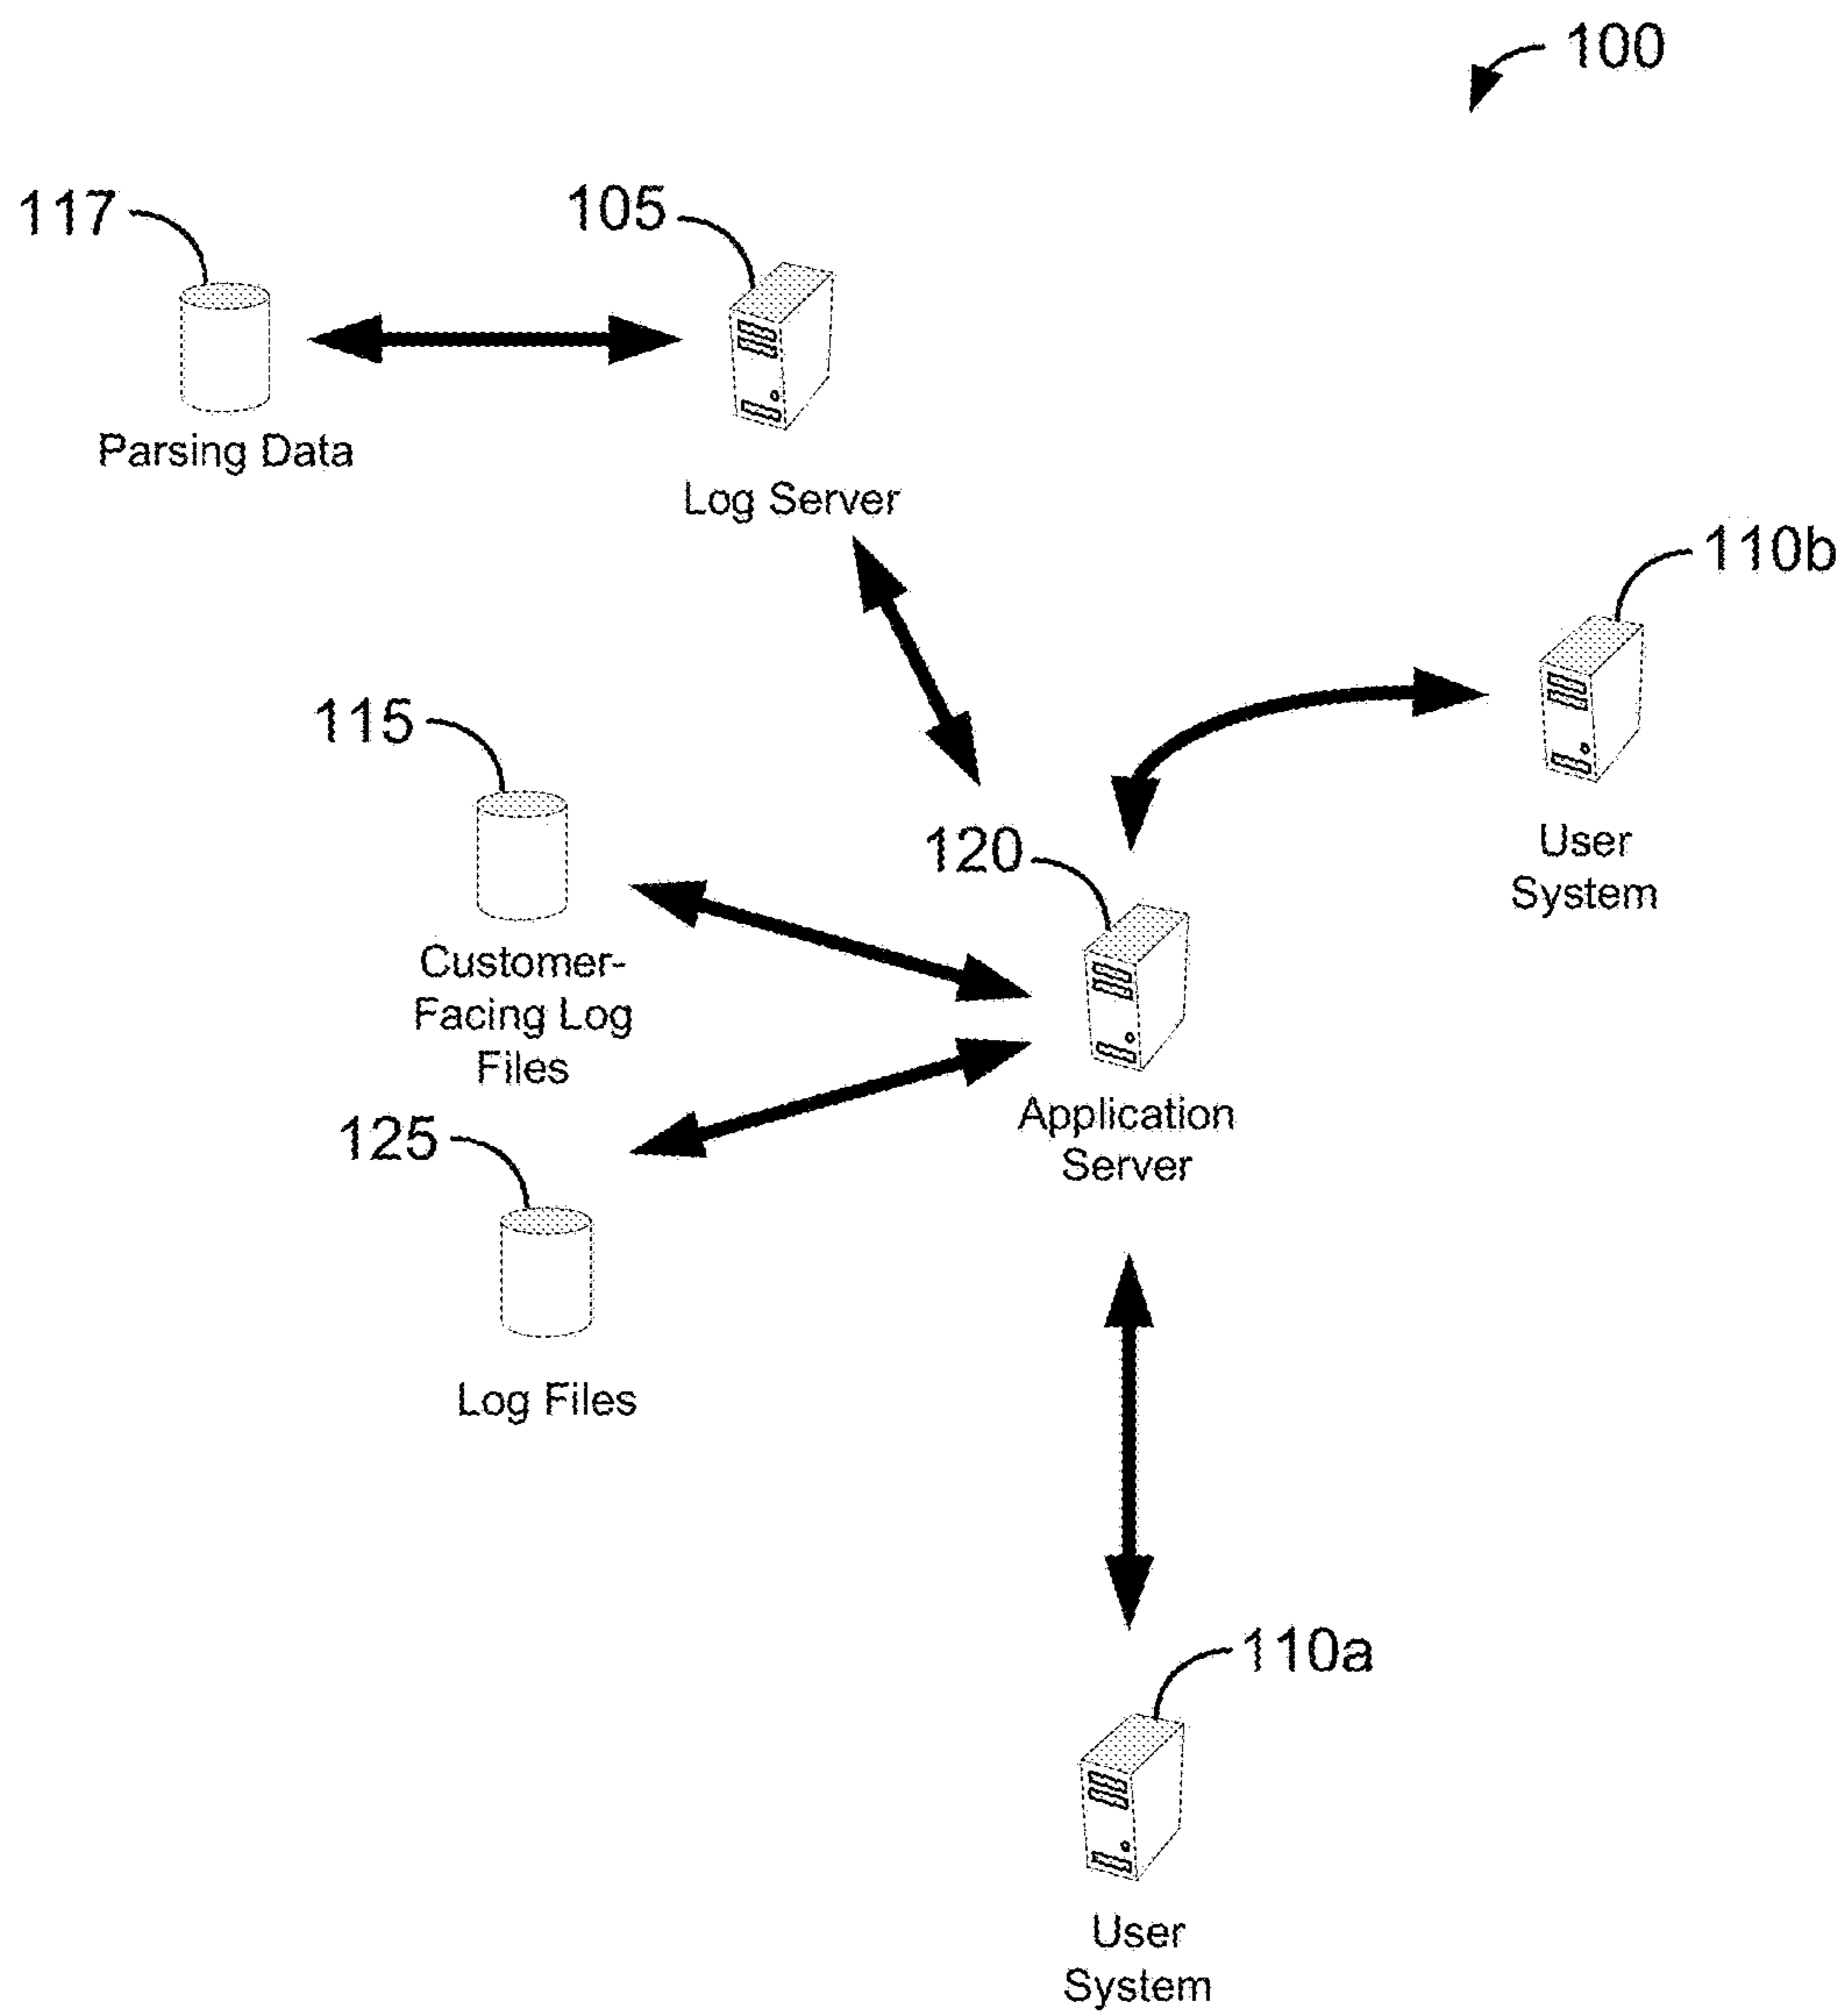 100
117
105
Parsing Data
Log Server
110b
115
120
User
System
Customer-
Facing Log
Files
125
Application
Server
Log Files
110a
User
System